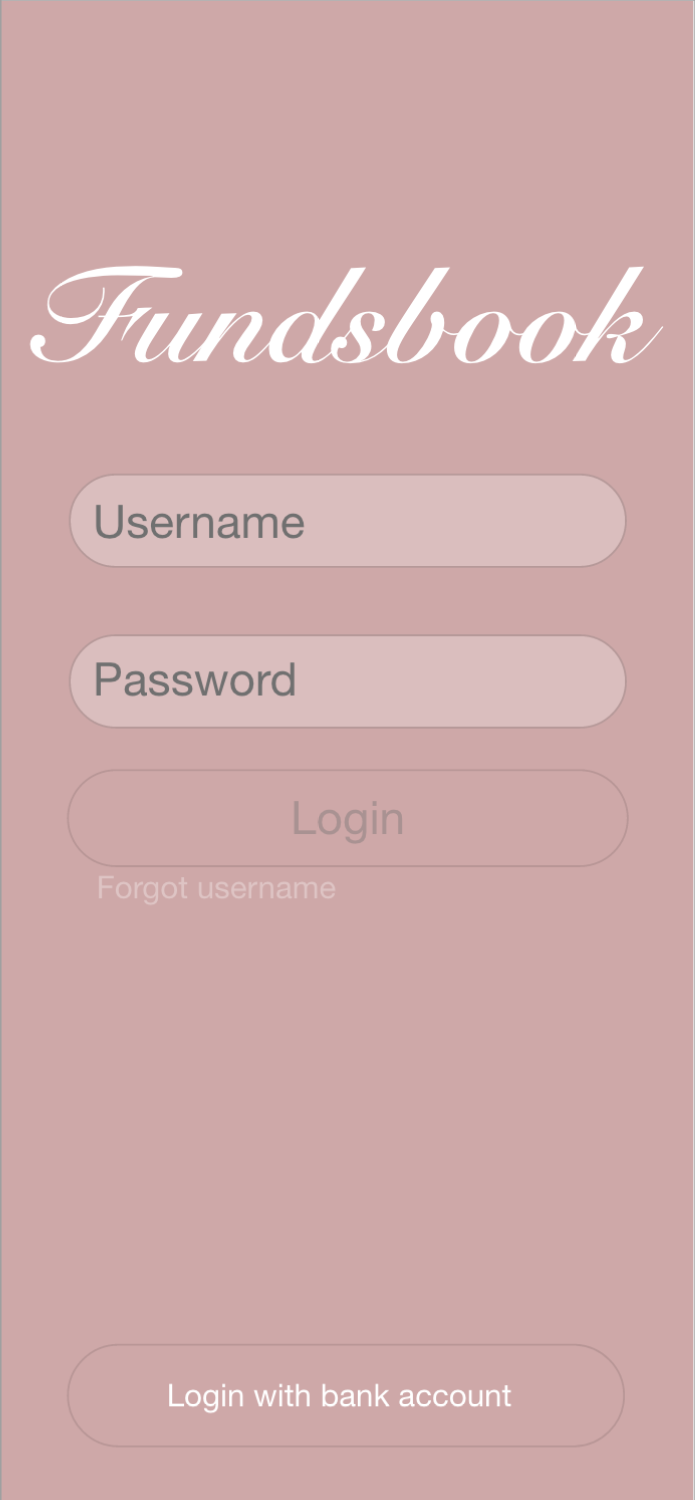 Fundsbook
Username
Password
Login
Forgot username
Login with bank account